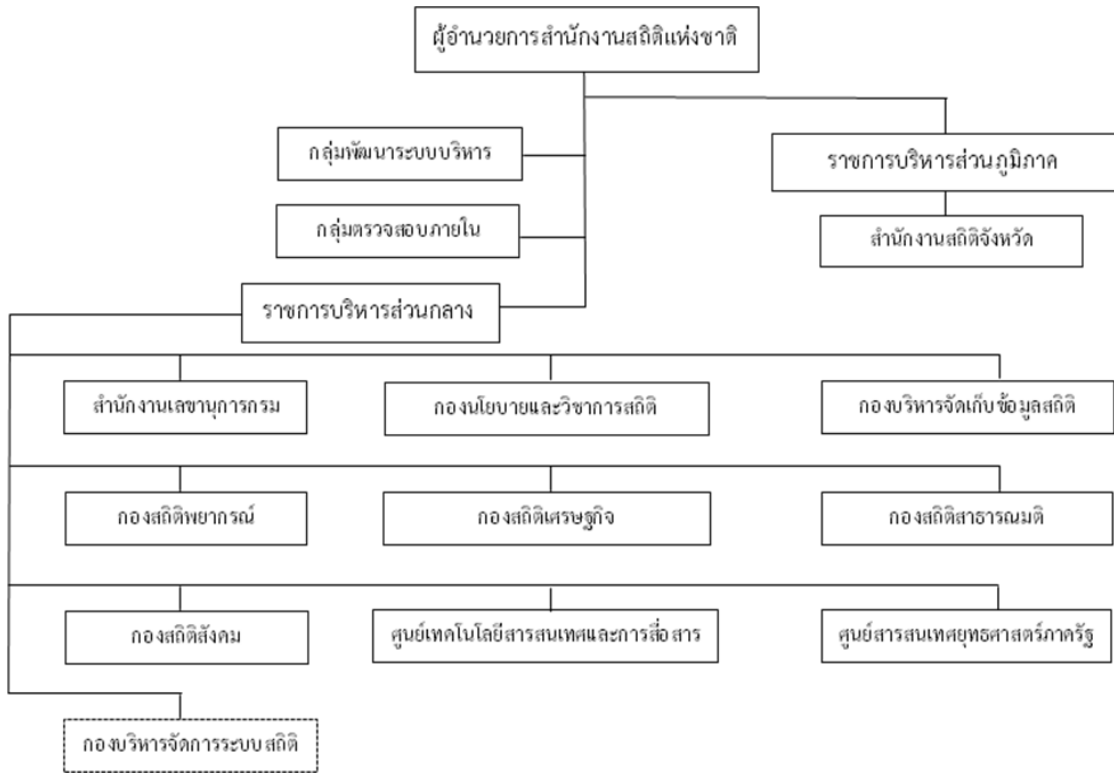 ผู้อำนวยการสำนักงานสถิติแห่งชาติ
กลุ่มพัฒนาระบบบริหาร
ราชการบริหารส่วนภูมิภาค
กลุ่มตรวจสอบภายใน
สำนักงานสถิติจังหวัด
ราชการบริหารส่วนกลาง
สำนักงานเลขานุการกรม
กองนโยบายและวิชาการสถิติ
กองบริหารจัดเก็บข้อมูลสถิติ
กองสถิติพยากรณ์
กองสถิติเศรษฐกิจ
กองสถิติสาธารณมติ
กองสถิติสังคม
ศูนย์เทคโนโลยีสารสนเทศและการสื่อสาร
ศูนย์สารสนเทศยุทธศาสตร์ภาครัฐ
กองบริหารจัดการระบบสถิติ